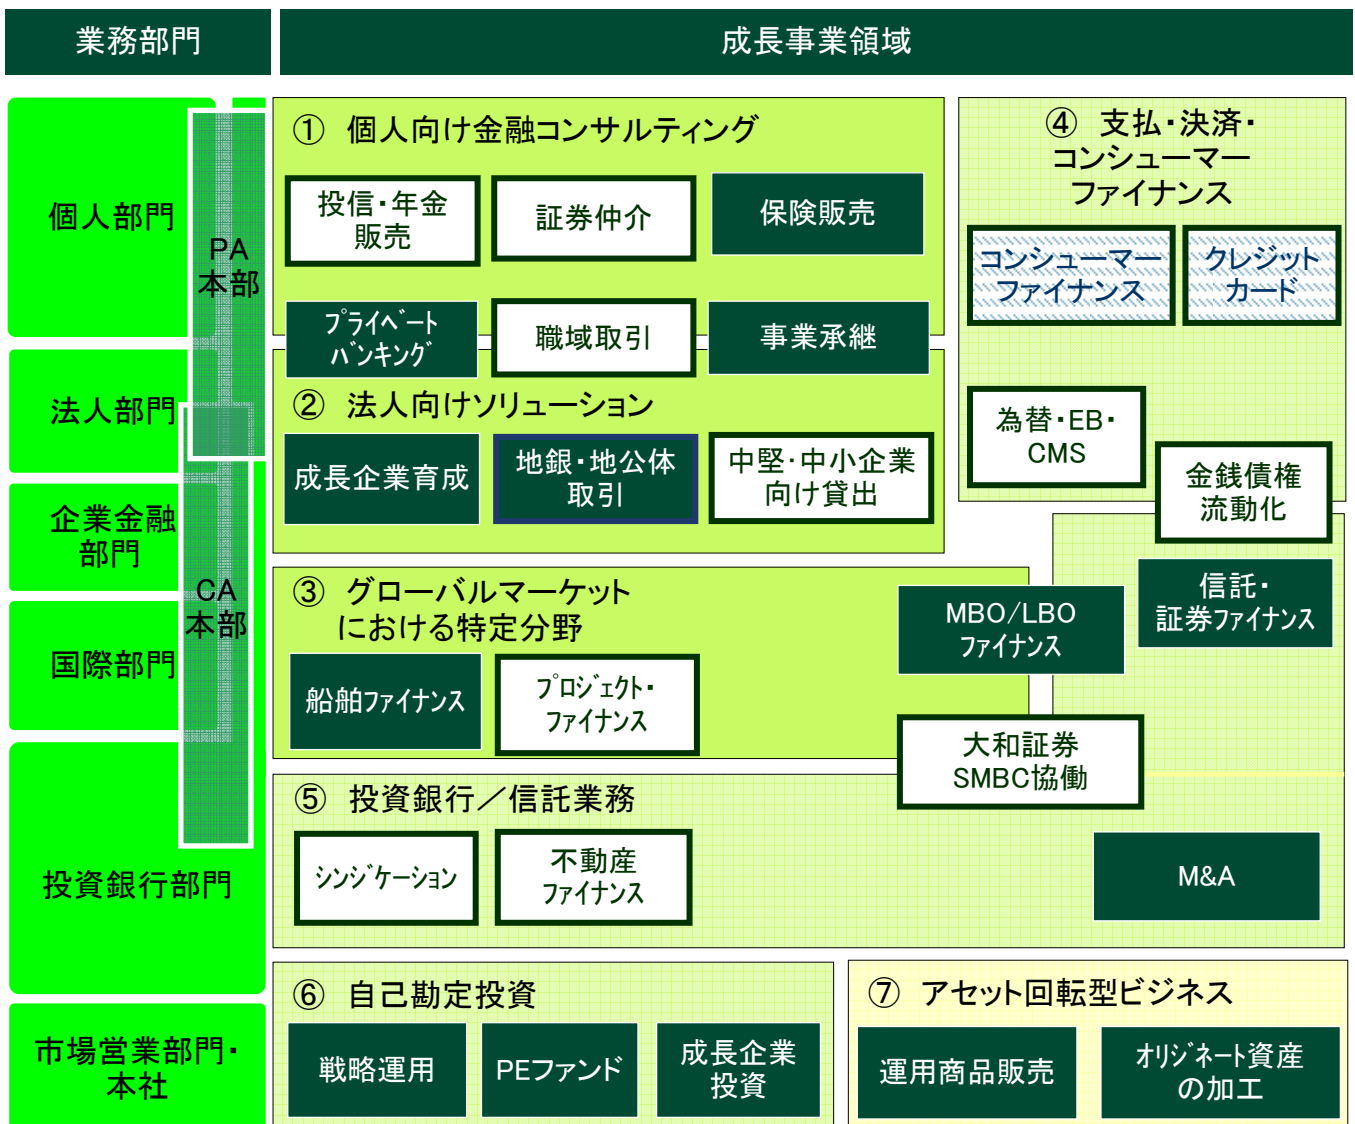 業務部門
成長事業領域
個人部門
PA
本部
法人部門
企業金融
部門
CA
本部
国際部門
投資銀行部門
市場営業部門・
本社
① 個人向け金融コンサルティング
投信・年金
販売
証券仲介
保険販売
プライベート
バンキング
職域取引
事業承継
② 法人向けソリューション
成長企業育成
地銀・地公体
取引
中堅・中小企業
向け貸出
③ グローバルマーケット
における特定分野
船舶ファイナンス
プロジェクト・
ファイナンス
MBO/LBO
ファイナンス
④ 支払・決済・
コンシューマー
ファイナンス
コンシューマー
ファイナンス
クレジット
カード
為替・EB・
CMS
金銭債権
流動化
信託・
証券ファイナンス
大和証券
SMBC協働
⑤ 投資銀行／信託業務
シンジケーション
不動産
ファイナンス
M&A
⑥ 自己勘定投資
戦略運用
PEファンド
成長企業
投資
⑦ アセット回転型ビジネス
運用商品販売
オリジネート資産
の加工